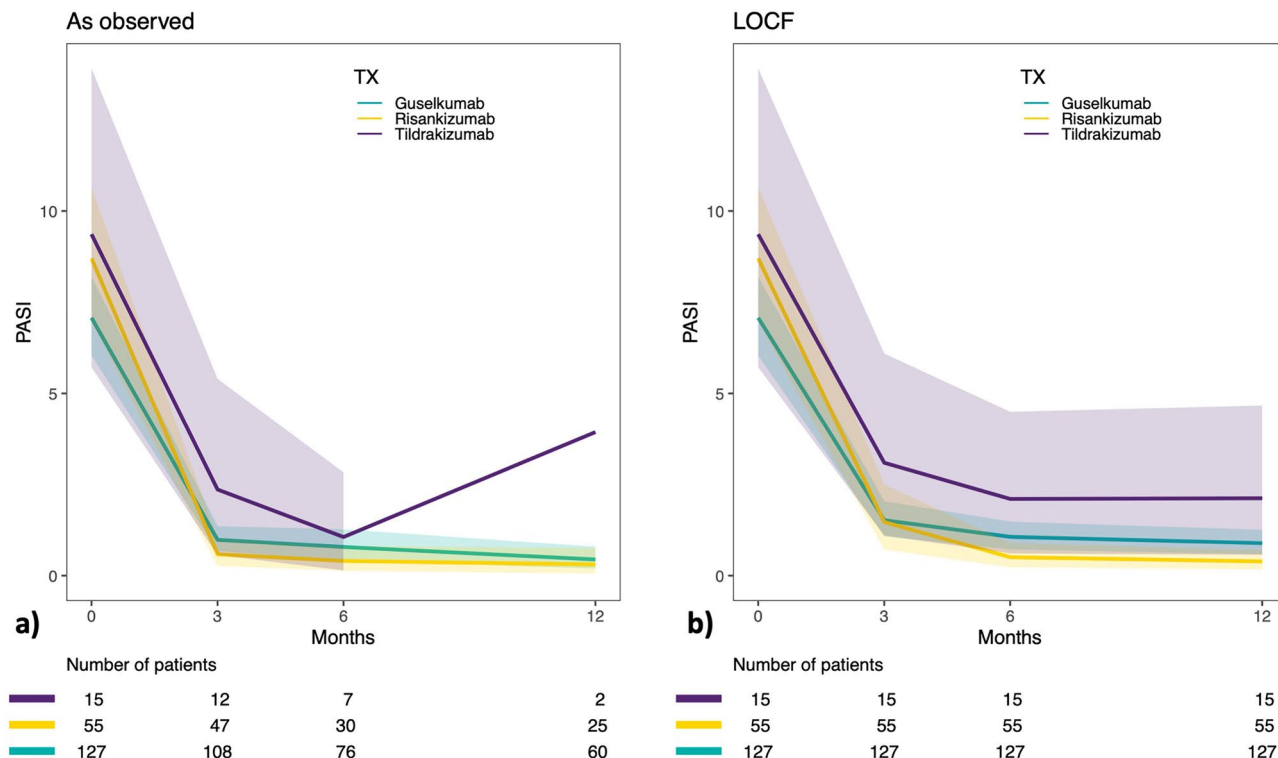 As observed
TX
Guselkumab
Risankizumab
Tildrakizumab
PASI
10
5
0
0 3 6 12
a)
Months
Number of patients
15 12 7 2
55 47 30 25
127 108 76 60
LOCF
TX
Guselkumab
Risankizumab
Tildrakizumab
PASI
10
5
0
0 3 6 12
b)
Months
Number of patients
15 15 15 15
55 55 55 55
127 127 127 127